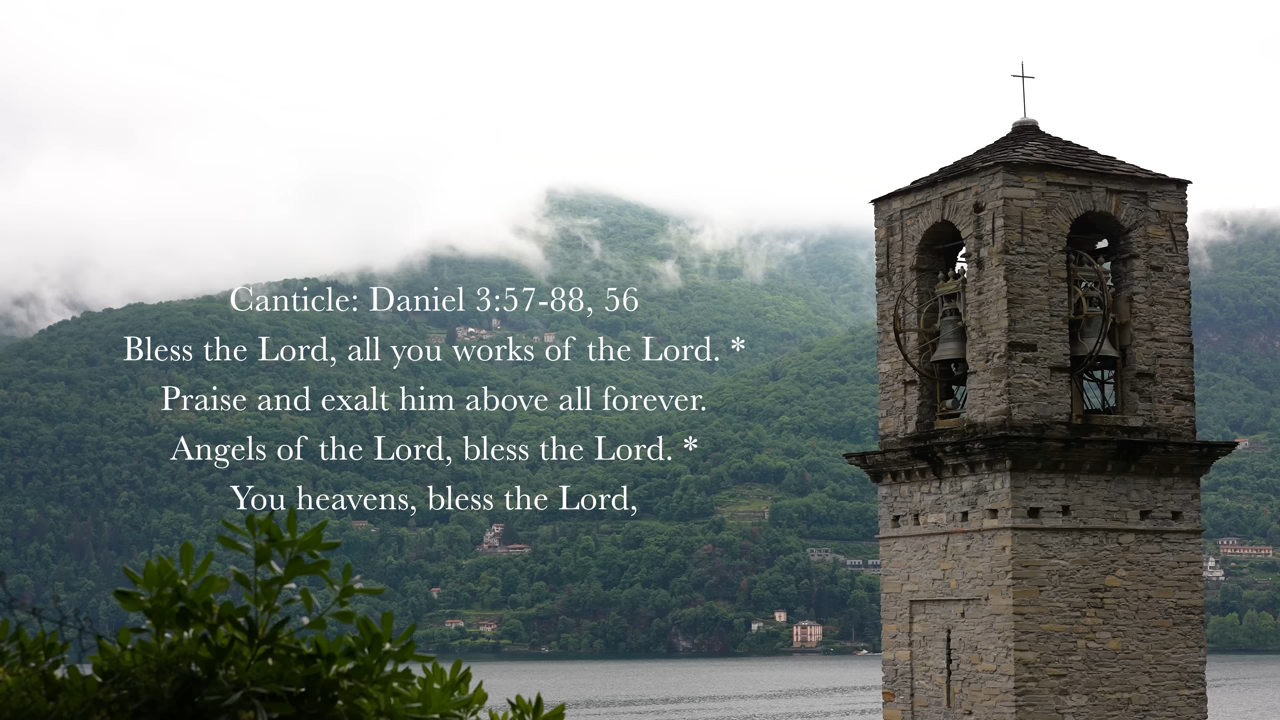 Canticle: Daniel 3:57-88, 56
Bless the Lord, all you works of the Lord. *
Praise and exalt him above all forever.
Angels of the Lord, bless the Lord. *
You heavens, bless the Lord,